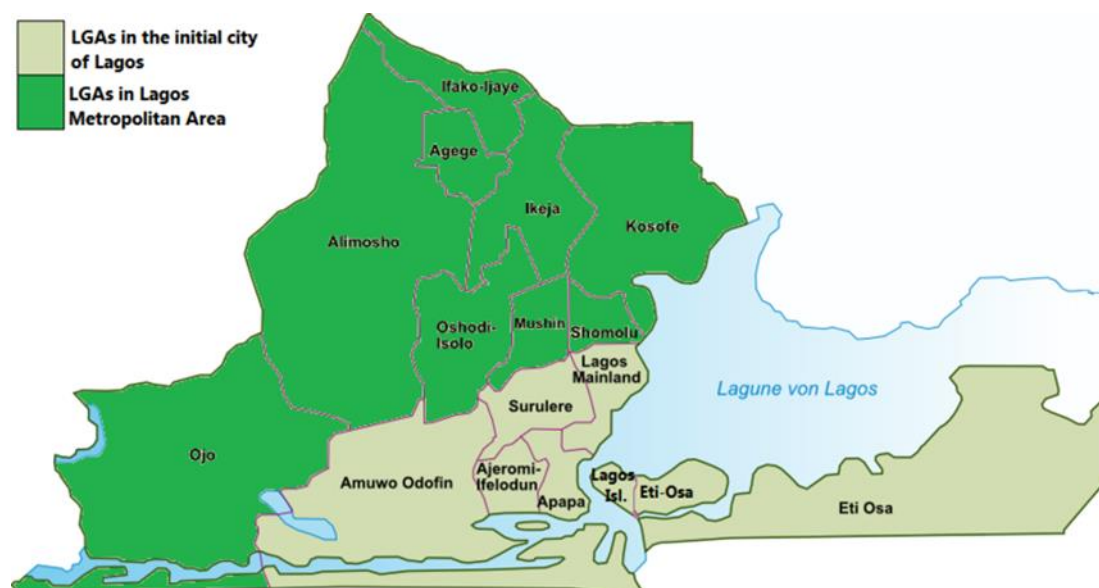 LGAs in the initial city
of Lagos
LGAs in Lagos
Metropolitan Area
Ifako-Ijaye
Agege
Ikeja
Kosofe
Alimosho
Oshodi-
Isolo
Mushin
Shomolu
Lagos
Mainland
Lagune von Lagos
Surulere
Ojo
Amuwo Odofin
Ajeromi-
Ifelodun
Apapa
Lagos
Isl.
Eti-Osa
Eti Osa